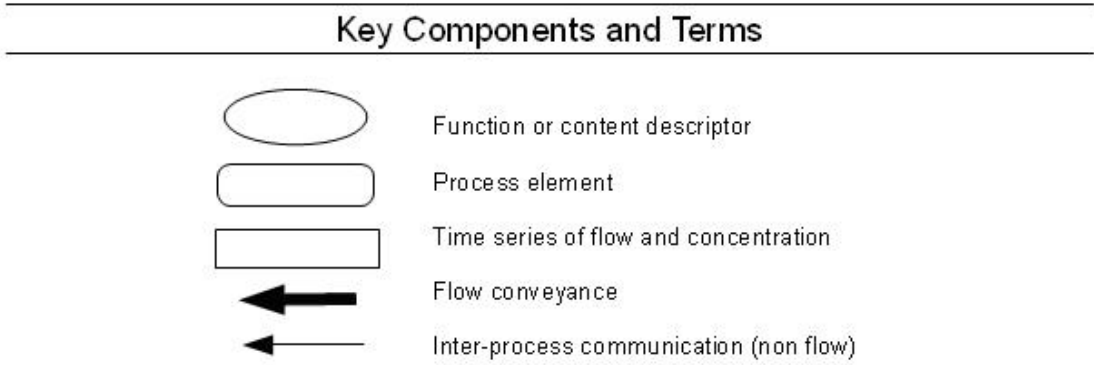 Key Components and Terms
Function or content descriptor
Process element
Time series of flow and concentration
Flow conveyance
Inter-process communication (non flow)